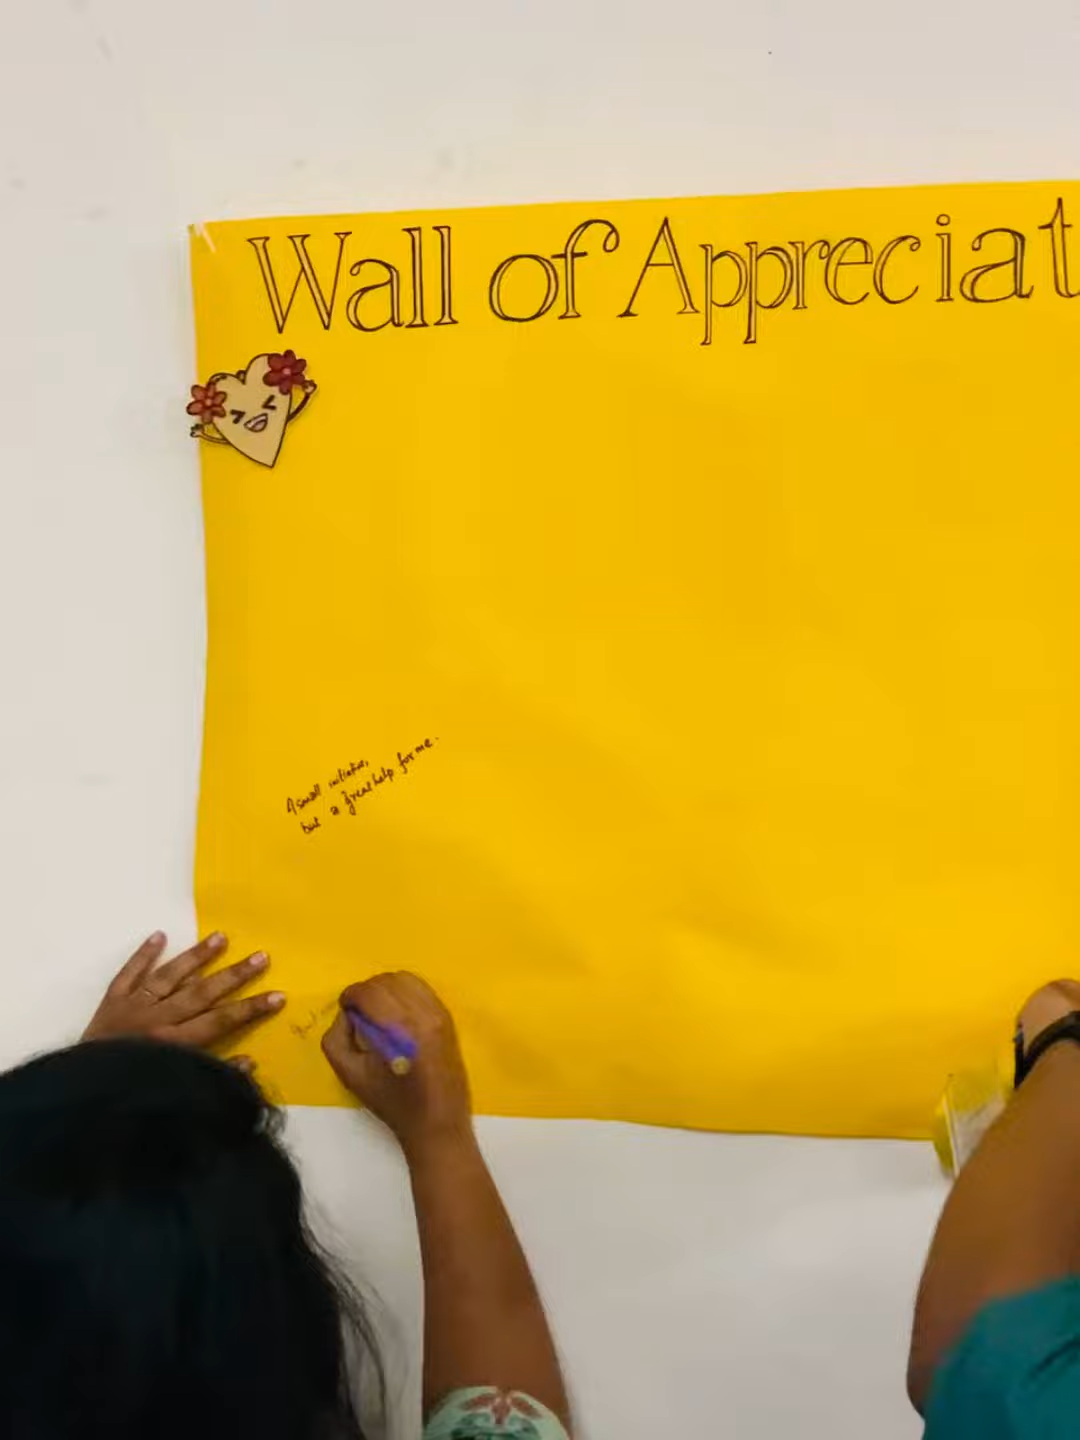 Wall of Appreciat
A small initiative,
but a great help for me.